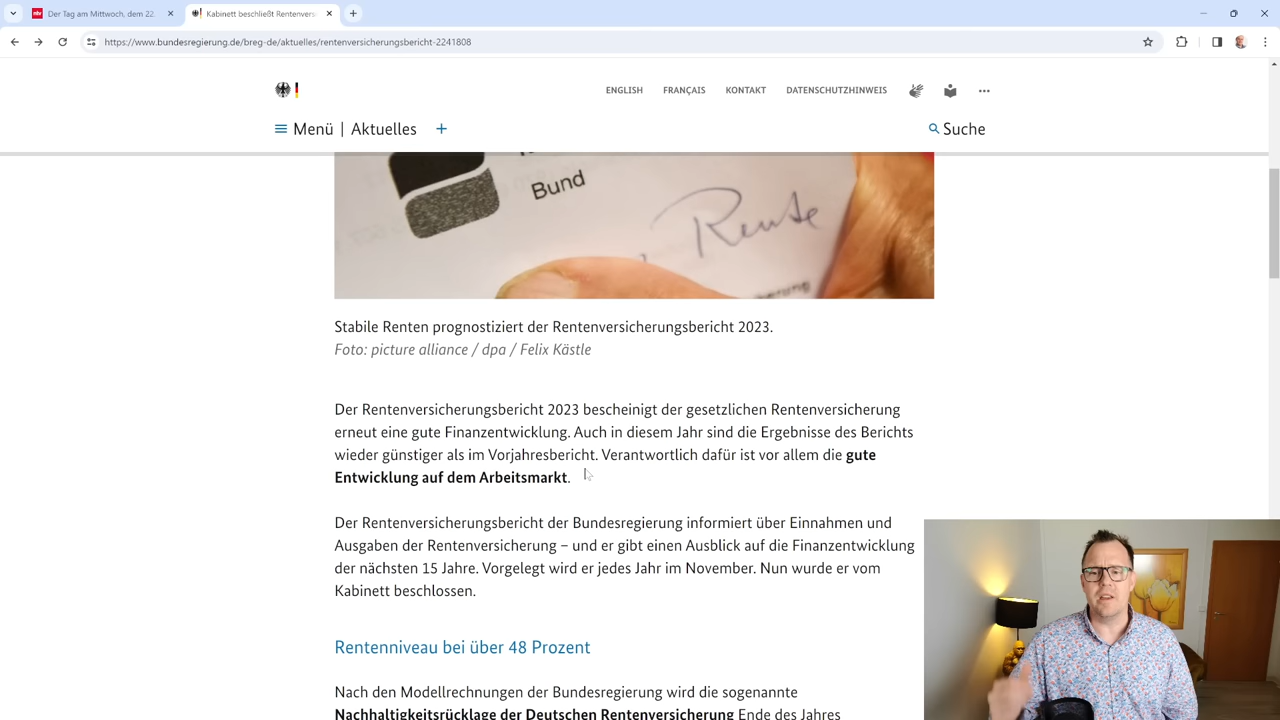 Der Tag am Mittwoch, dem 22.
Kabinett beschließt Rentenver
https://www.bundesregierung.de/breg-de/aktuelles/rentenversicherungsbericht-2241808
ENGLISH FRANÇAIS KONTAKT DATENSCHUTZHINWEIS
Menü | Aktuelles
Suche
Bund
Rente
Stabile Renten prognostiziert der Rentenversicherungsbericht 2023.
Foto: picture alliance / dpa / Felix Kästle
Der Rentenversicherungsbericht 2023 bescheinigt der gesetzlichen Rentenversicherung
erneut eine gute Finanzentwicklung. Auch in diesem Jahr sind die Ergebnisse des Berichts
wieder günstiger als im Vorjahresbericht. Verantwortlich dafür ist vor allem die gute
Entwicklung auf dem Arbeitsmarkt.
Der Rentenversicherungsbericht der Bundesregierung informiert über Einnahmen und
Ausgaben der Rentenversicherung – und er gibt einen Ausblick auf die Finanzentwicklung
der nächsten 15 Jahre. Vorgelegt wird er jedes Jahr im November. Nun wurde er vom
Kabinett beschlossen.
Rentenniveau bei über 48 Prozent
Nach den Modellrechnungen der Bundesregierung wird die sogenannte
Nachhaltigkeitsrücklage der Deutschen Rentenversicherung Ende des Jahres